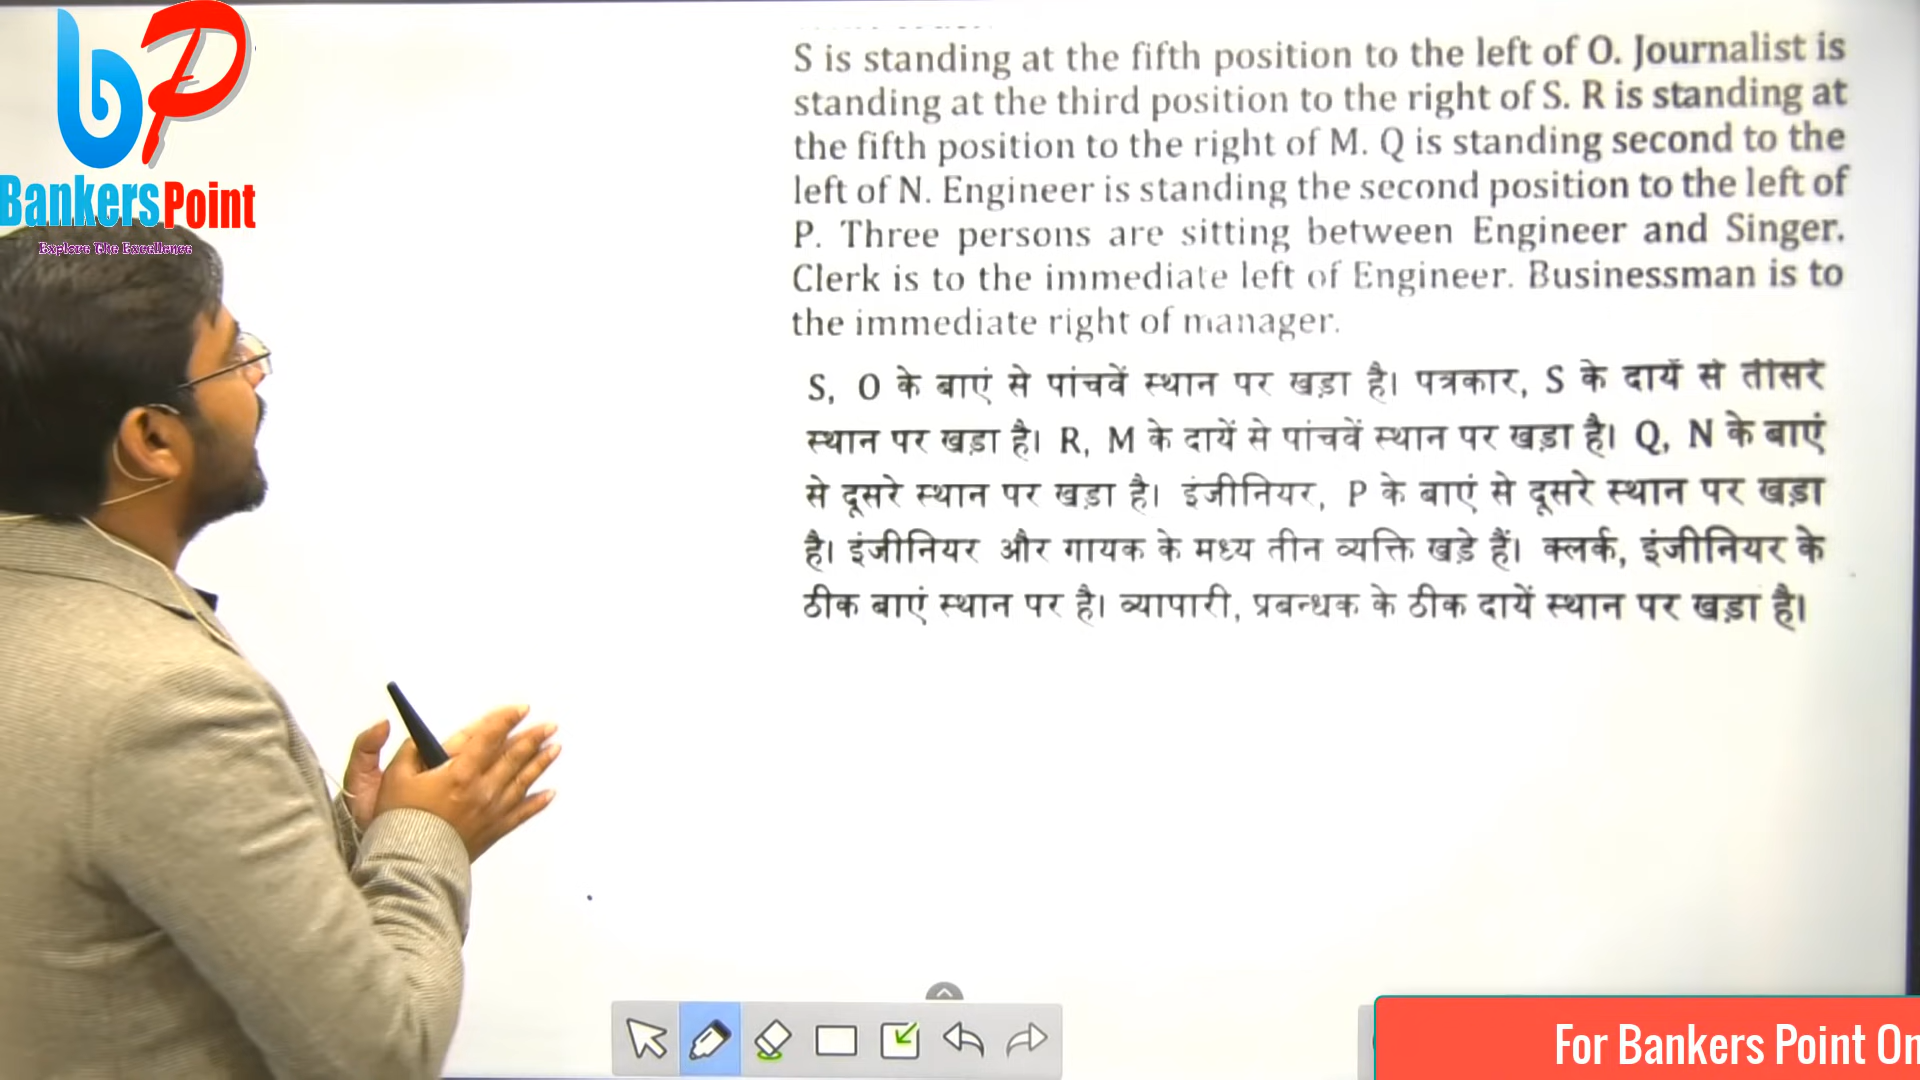 BankersPoint
Explore The Excellence
S is standing at the fifth position to the left of O. Journalist is
standing at the third position to the right of S. R is standing at
the fifth position to the right of M. Q is standing second to the
left of N. Engineer is standing the second position to the left of
P. Three persons are sitting between Engineer and Singer.
Clerk is to the immediate left of Engineer. Businessman is to
the immediate right of manager.
S, O के बाएं से पांचवें स्थान पर खड़ा है। पत्रकार, S के दायें से तीसरे
स्थान पर खड़ा है। R, M के दायें से पांचवें स्थान पर खड़ा है। Q, N के बाएं
से दूसरे स्थान पर खड़ा है। इंजीनियर, P के बाएं से दूसरे स्थान पर खड़ा
है। इंजीनियर और गायक के मध्य तीन व्यक्ति खड़े हैं। क्लर्क, इंजीनियर के
ठीक बाएं स्थान पर है। व्यापारी, प्रबन्धक के ठीक दायें स्थान पर खड़ा है।
For Bankers Point On